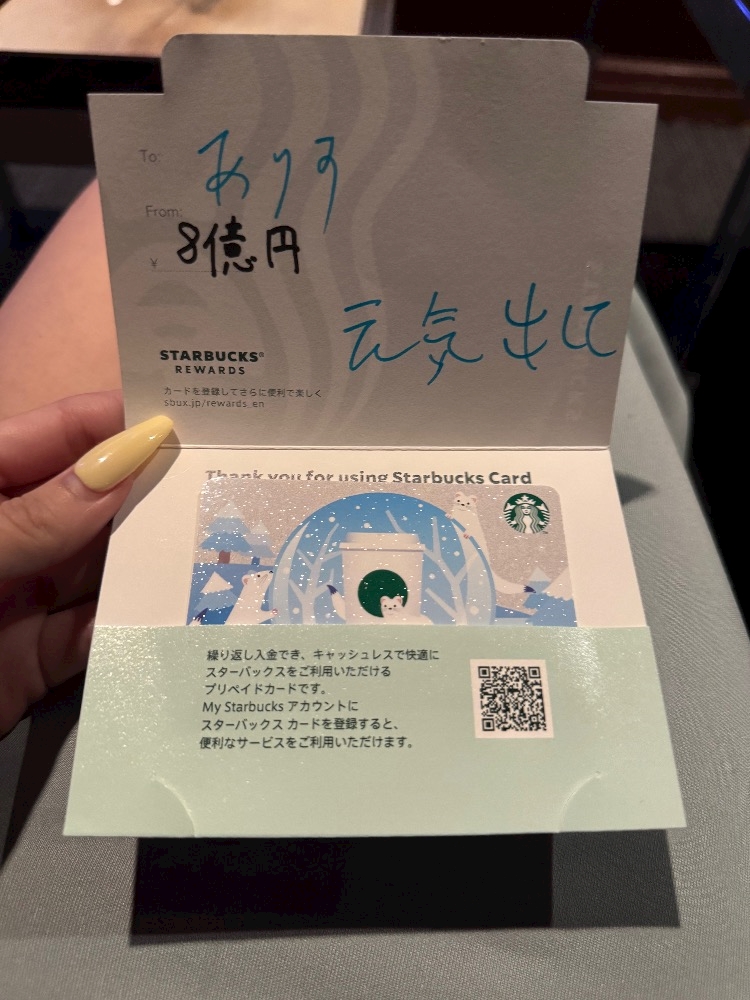 To: ありす
From:
¥ 8億円
元気出して
STARBUCKS®
REWARDS
カードを登録してさらに便利で楽しく
sbux.jp/rewards_en
Thank you for using Starbucks Card
繰り返し入金でき、キャッシュレスで快適に
スターバックスをご利用いただける
プリペイドカードです。
My Starbucks アカウントに
スターバックス カードを登録すると、
便利なサービスをご利用いただけます。